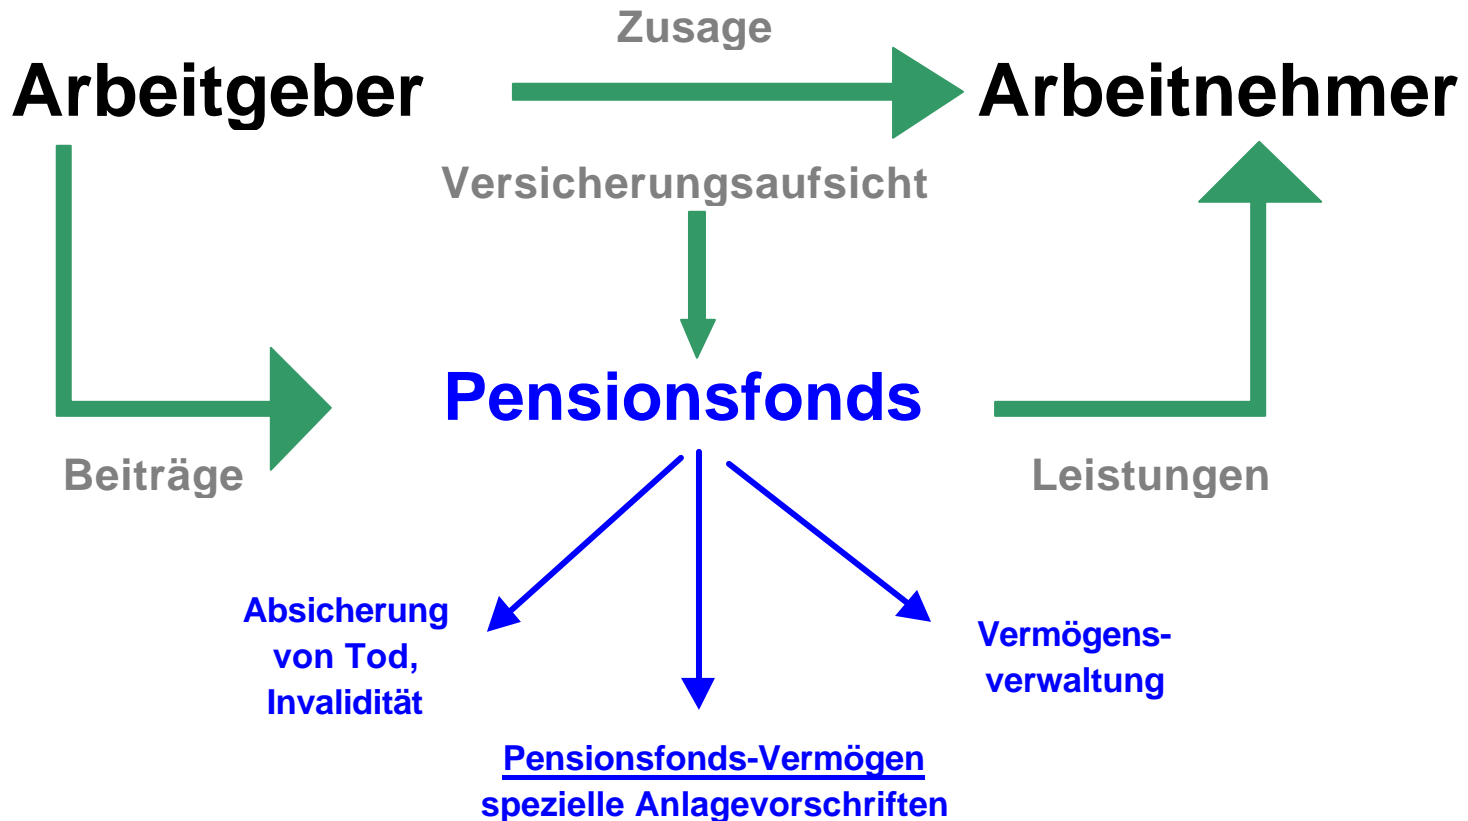 Zusage
Arbeitgeber
Arbeitnehmer
Versicherungsaufsicht
Pensionsfonds
Beiträge
Leistungen
Absicherung
von Tod,
Invalidität
Vermögens-
verwaltung
Pensionsfonds-Vermögen
spezielle Anlagevorschriften